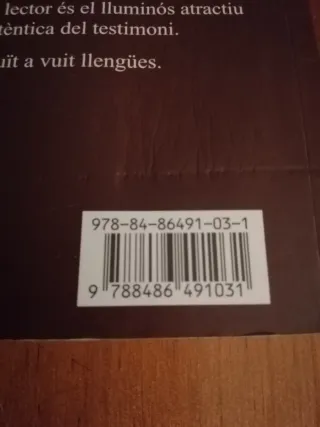 lector és el lluminós atractiu
tèntica del testimoni.
uït a vuit llengües.
978-84-86491-03-1
9 788486 491031